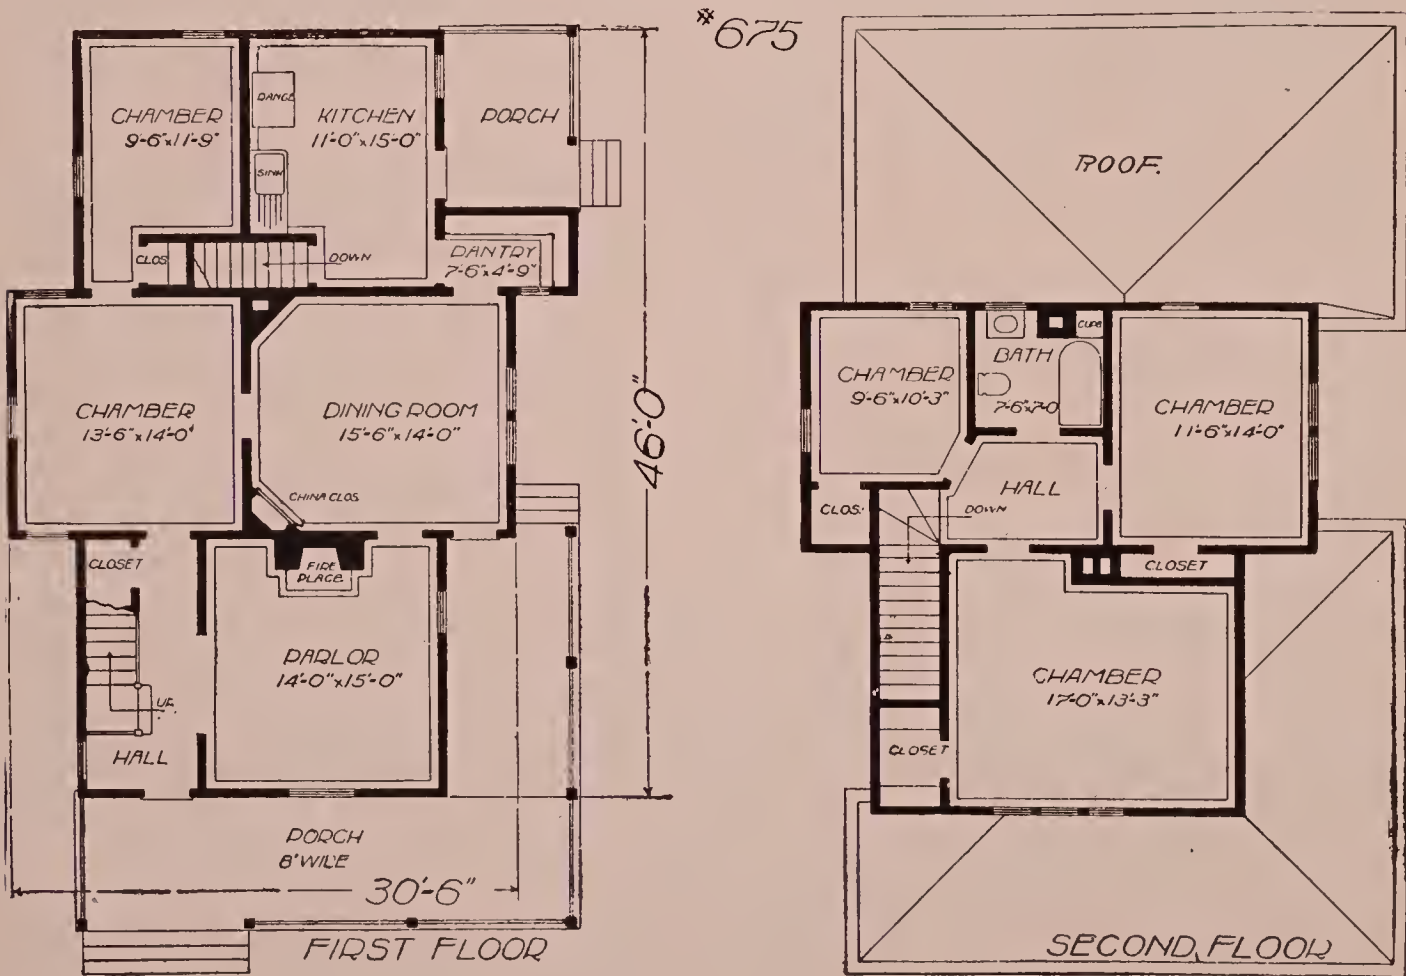 #675
CHAMBER
9'-6"x11'-9"
RANGE
KITCHEN
11'-0"x15'-0"
PORCH
SINK
CLOS.
DOWN
PANTRY
7'-6"x4'-9"
CHAMBER
13'-6"x14'-0"
DINING ROOM
15'-6"x14'-0"
CHINA CLOS.
46'-0"
CLOSET
FIRE
PLACE
PARLOR
14'-0"x15'-0"
UP
HALL
PORCH
8' WIDE
30'-6"
FIRST FLOOR
ROOF.
CHAMBER
9'-6"x10'-3"
BATH
7'-6"x7'-0
CUPB
CHAMBER
11'-6"x14'-0"
HALL
CLOS.
DOWN
CLOSET
CHAMBER
17'-0"x13'-3"
CLOSET
SECOND FLOOR